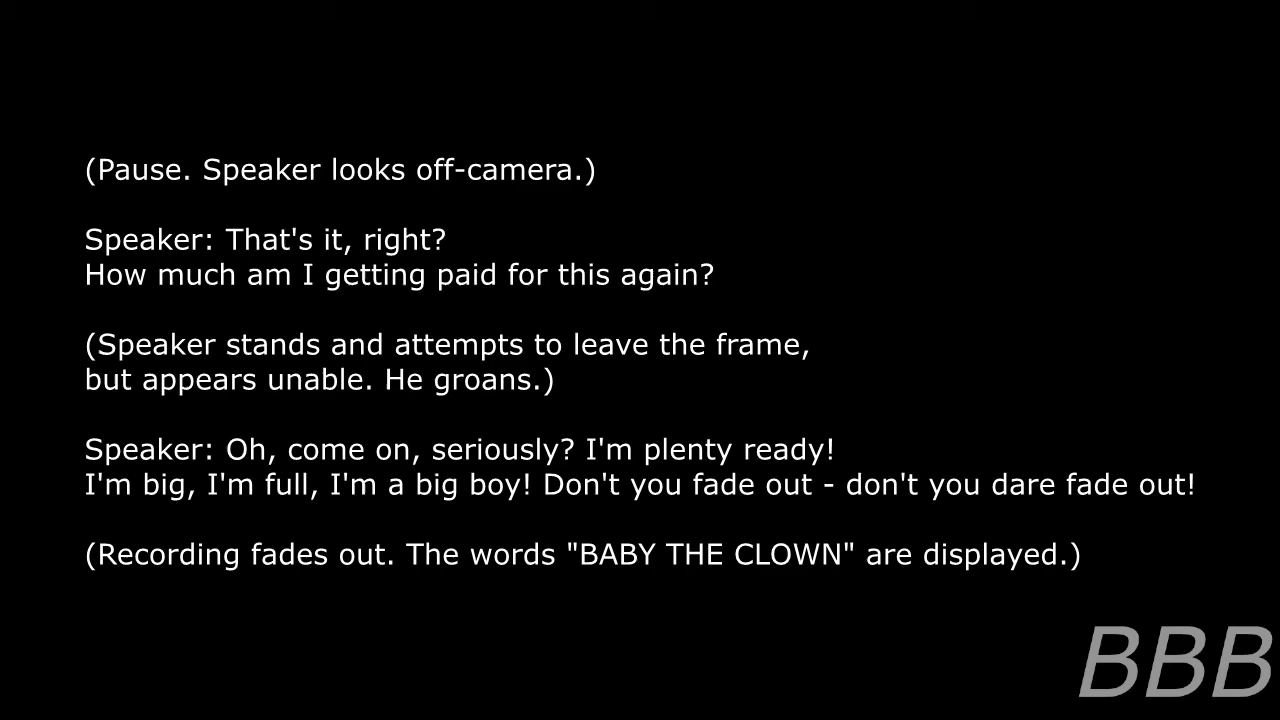 (Pause. Speaker looks off-camera.)
Speaker: That's it, right?
How much am I getting paid for this again?
(Speaker stands and attempts to leave the frame,
but appears unable. He groans.)
Speaker: Oh, come on, seriously? I'm plenty ready!
I'm big, I'm full, I'm a big boy! Don't you fade out - don't you dare fade out!
(Recording fades out. The words "BABY THE CLOWN" are displayed.)
BBB